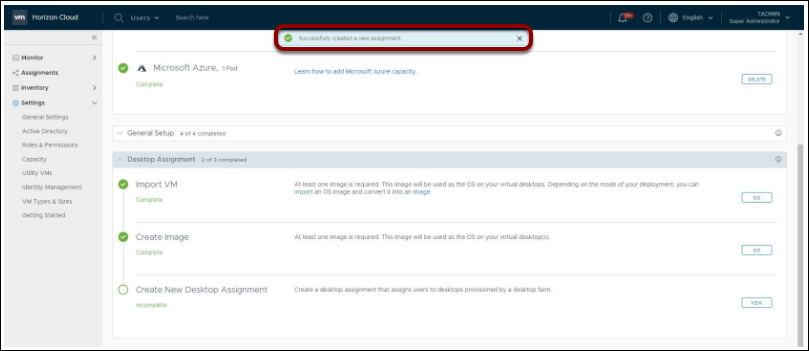 vm Horizon Cloud
Users
Search here
English
TADMIN
Super Administrator
Successfully created a new assignment
Monitor
Assignments
Inventory
Settings
General Settings
Active Directory
Roles & Permissions
Capacity
Utility VMs
Identity Management
VM Types & Sizes
Getting Started
Microsoft Azure, 1 Pod
Complete
Learn how to add Microsoft Azure capacity..
DELETE
General Setup 4 of 4 completed
Desktop Assignment 2 of 3 completed
Import VM
Complete
At least one image is required. This image will be used as the OS on your virtual desktops. Depending on the mode of your deployment, you can
import an OS image and convert it into an image.
GO
Create Image
Complete
At least one image is required. This image will be used as the OS on your virtual desktop(s).
GO
Create New Desktop Assignment
Incomplete
Create a desktop assignment that assigns users to desktops provisioned by a desktop farm.
NEW